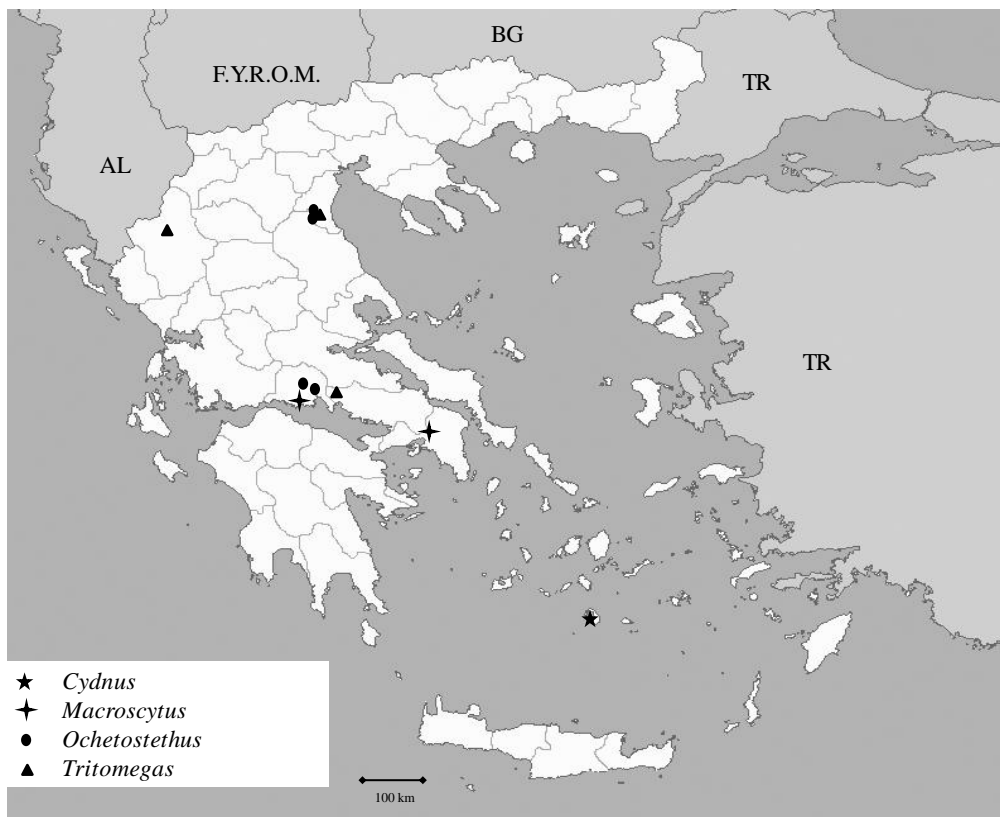 BG
F.Y.R.O.M.
TR
AL
TR
Cydnus
Macroscytus
Ochetostethus
Tritomegas
100 km